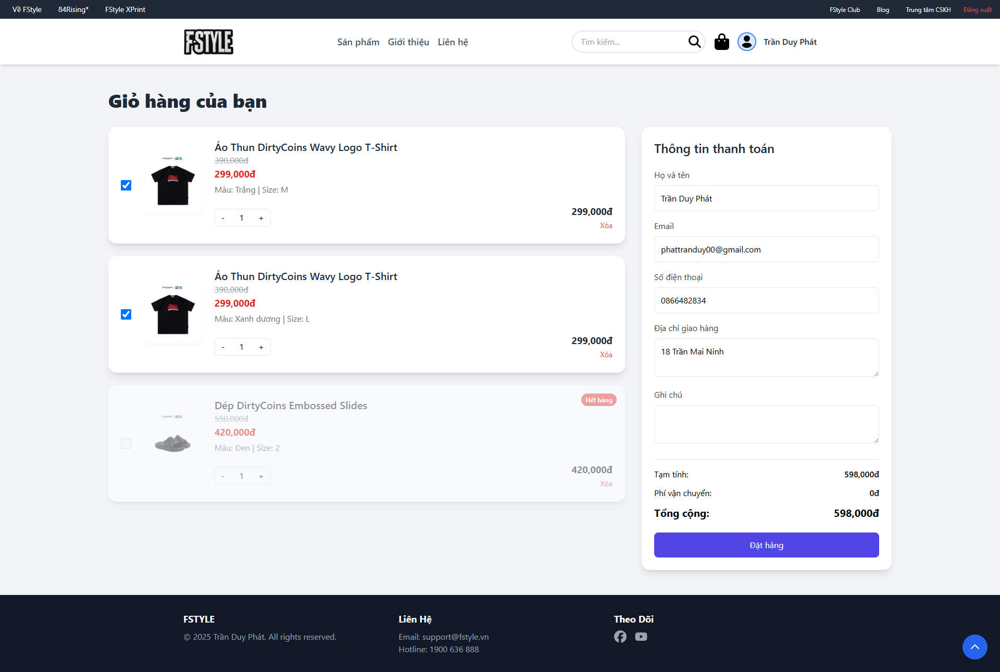 Về FStyle 84Rising* FStyle XPrint FStyle Club Blog Trung tâm CSKH Đăng xuất
FSTYLE Sản phẩm Giới thiệu Liên hệ Tìm kiếm... Trần Duy Phát
Giỏ hàng của bạn
Áo Thun DirtyCoins Wavy Logo T-Shirt
390,000đ
299,000đ
Màu: Trắng | Size: M
- 1 +
299,000đ
Xóa
Áo Thun DirtyCoins Wavy Logo T-Shirt
390,000đ
299,000đ
Màu: Xanh dương | Size: L
- 1 +
299,000đ
Xóa
Hết hàng
Dép DirtyCoins Embossed Slides
550,000đ
420,000đ
Màu: Đen | Size: 2
- 1 +
420,000đ
Xóa
Thông tin thanh toán
Họ và tên
Trần Duy Phát
Email
phattranduy00@gmail.com
Số điện thoại
0866482834
Địa chỉ giao hàng
18 Trần Mai Ninh
Ghi chú
Tạm tính: 598,000đ
Phí vận chuyển: 0đ
Tổng cộng: 598,000đ
Đặt hàng
FSTYLE
© 2025 Trần Duy Phát. All rights reserved.
Liên Hệ
Email: support@fstyle.vn
Hotline: 1900 636 888
Theo Dõi